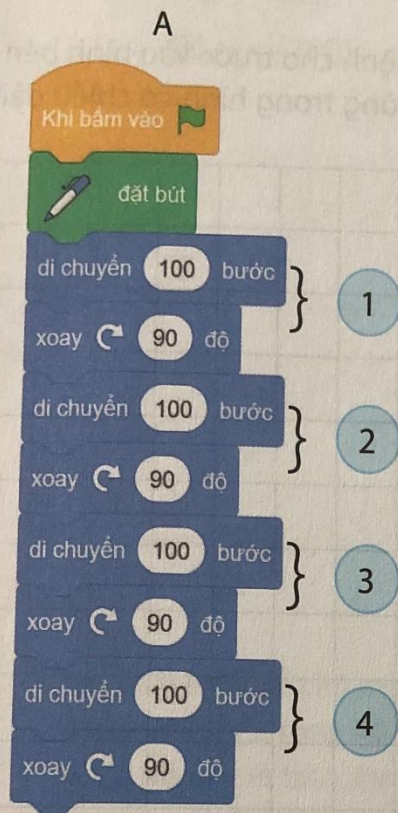 A
Khi bấm vào
đặt bút
di chuyển 100 bước
1
xoay 90 độ
di chuyển 100 bước
2
xoay 90 độ
di chuyển 100 bước
3
xoay 90 độ
di chuyển 100 bước
4
xoay 90 độ